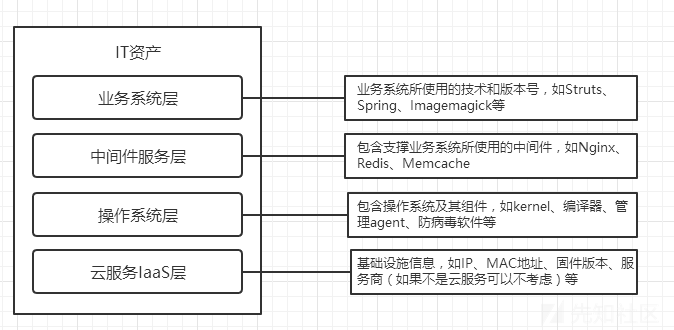 IT资产
业务系统层
业务系统所使用的技术和版本号，如Struts、
Spring、Imagemagick等
中间件服务层
包含支撑业务系统所使用的中间件，如Nginx、
Redis、Memcache
操作系统层
包含操作系统及其组件，如kernel、编译器、管
理agent、防病毒软件等
云服务IaaS层
基础设施信息，如IP、MAC地址、固件版本、服
务商（如果不是云服务可以不考虑）等
先知社区